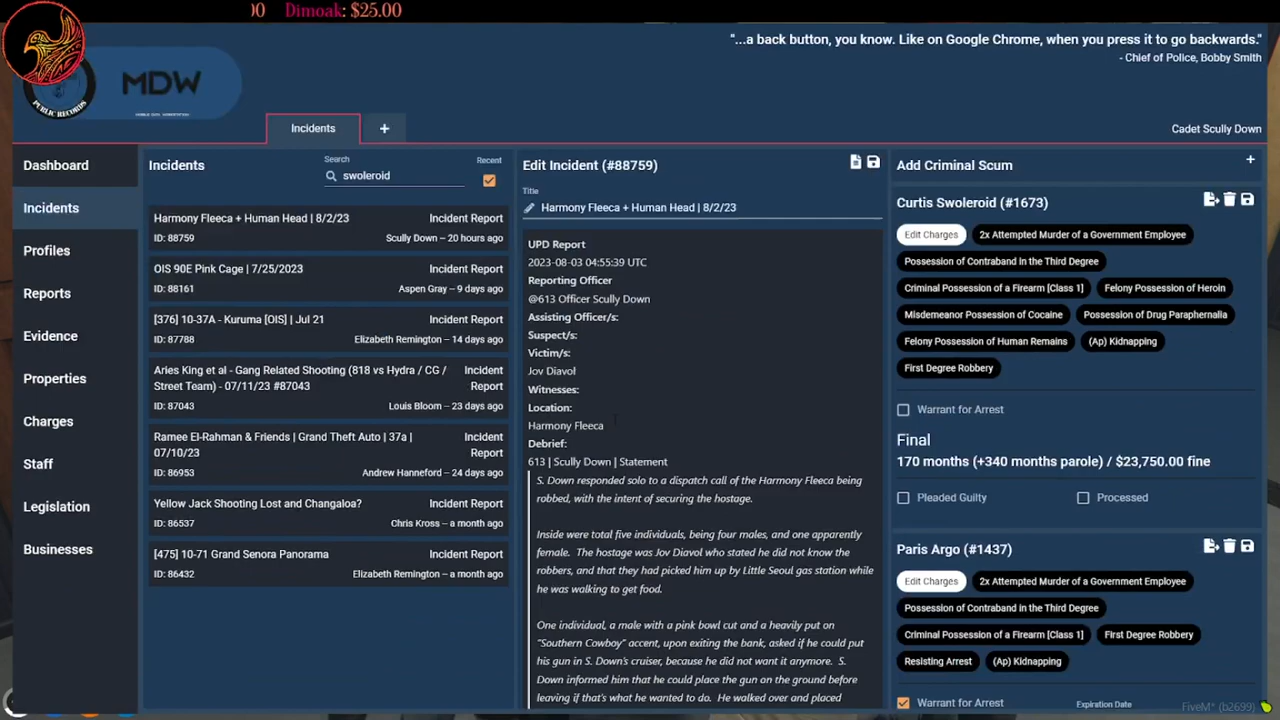 00 Dimoak: $25.00
"...a back button, you know. Like on Google Chrome, when you press it to go backwards."
- Chief of Police, Bobby Smith
PUBLIC RECORDS
MDW
Incidents +
Cadet Scully Down
Dashboard
Incidents
Profiles
Reports
Evidence
Properties
Charges
Staff
Legislation
Businesses
Incidents
Search
swoleroid
Recent
Harmony Fleeca + Human Head | 8/2/23 Incident Report
ID: 88759 Scully Down – 20 hours ago
OIS 90E Pink Cage | 7/25/2023 Incident Report
ID: 88161 Aspen Gray – 9 days ago
[376] 10-37A - Kuruma [OIS] | Jul 21 Incident Report
ID: 87788 Elizabeth Remington – 14 days ago
Aries King et al - Gang Related Shooting (818 vs Hydra / CG / Incident
Street Team) - 07/11/23 #87043 Report
ID: 87043 Louis Bloom – 23 days ago
Ramee El-Rahman & Friends | Grand Theft Auto | 37a | Incident
07/10/23 Report
ID: 86953 Andrew Hanneford – 24 days ago
Yellow Jack Shooting Lost and Changaloa? Incident Report
ID: 86537 Chris Kross – a month ago
[475] 10-71 Grand Senora Panorama Incident Report
ID: 86432 Elizabeth Remington – a month ago
Edit Incident (#88759)
Title
Harmony Fleeca + Human Head | 8/2/23
UPD Report
2023-08-03 04:55:39 UTC
Reporting Officer
@613 Officer Scully Down
Assisting Officer/s:
Suspect/s:
Victim/s:
Jov Diavol
Witnesses:
Location:
Harmony Fleeca
Debrief:
613 | Scully Down | Statement
S. Down responded solo to a dispatch call of the Harmony Fleeca being
robbed, with the intent of securing the hostage.
Inside were total five individuals, being four males, and one apparently
female. The hostage was Jov Diavol who stated he did not know the
robbers, and that they had picked him up by Little Seoul gas station while
he was walking to get food.
One individual, a male with a pink bowl cut and a heavily put on
"Southern Cowboy" accent, upon exiting the bank, asked if he could put
his gun in S. Down's cruiser, because he did not want it anymore. S.
Down informed him that he could place the gun on the ground before
leaving if that's what he wanted to do. He walked over and placed
Add Criminal Scum +
Curtis Swoleroid (#1673)
Edit Charges 2x Attempted Murder of a Government Employee
Possession of Contraband in the Third Degree
Criminal Possession of a Firearm [Class 1] Felony Possession of Heroin
Misdemeanor Possession of Cocaine Possession of Drug Paraphernalia
Felony Possession of Human Remains (Ap) Kidnapping
First Degree Robbery
Warrant for Arrest
Final
170 months (+340 months parole) / $23,750.00 fine
Pleaded Guilty Processed
Paris Argo (#1437)
Edit Charges 2x Attempted Murder of a Government Employee
Possession of Contraband in the Third Degree
Criminal Possession of a Firearm [Class 1] First Degree Robbery
Resisting Arrest (Ap) Kidnapping
Warrant for Arrest Expiration Date
FiveM* (b2699)